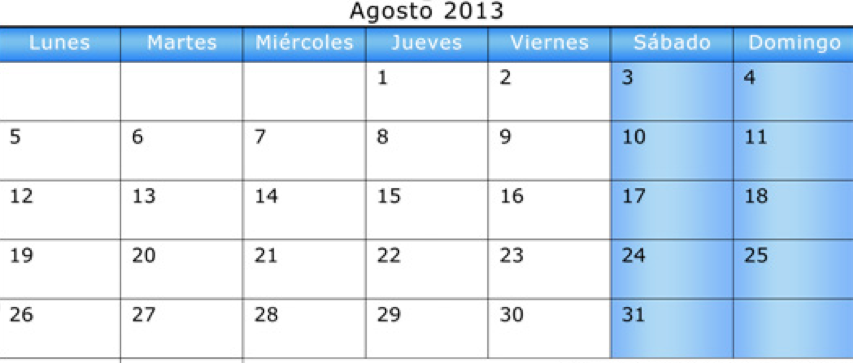 Agosto 2013
Lunes Martes Miércoles Jueves Viernes Sábado Domingo
1 2 3 4
5 6 7 8 9 10 11
12 13 14 15 16 17 18
19 20 21 22 23 24 25
26 27 28 29 30 31